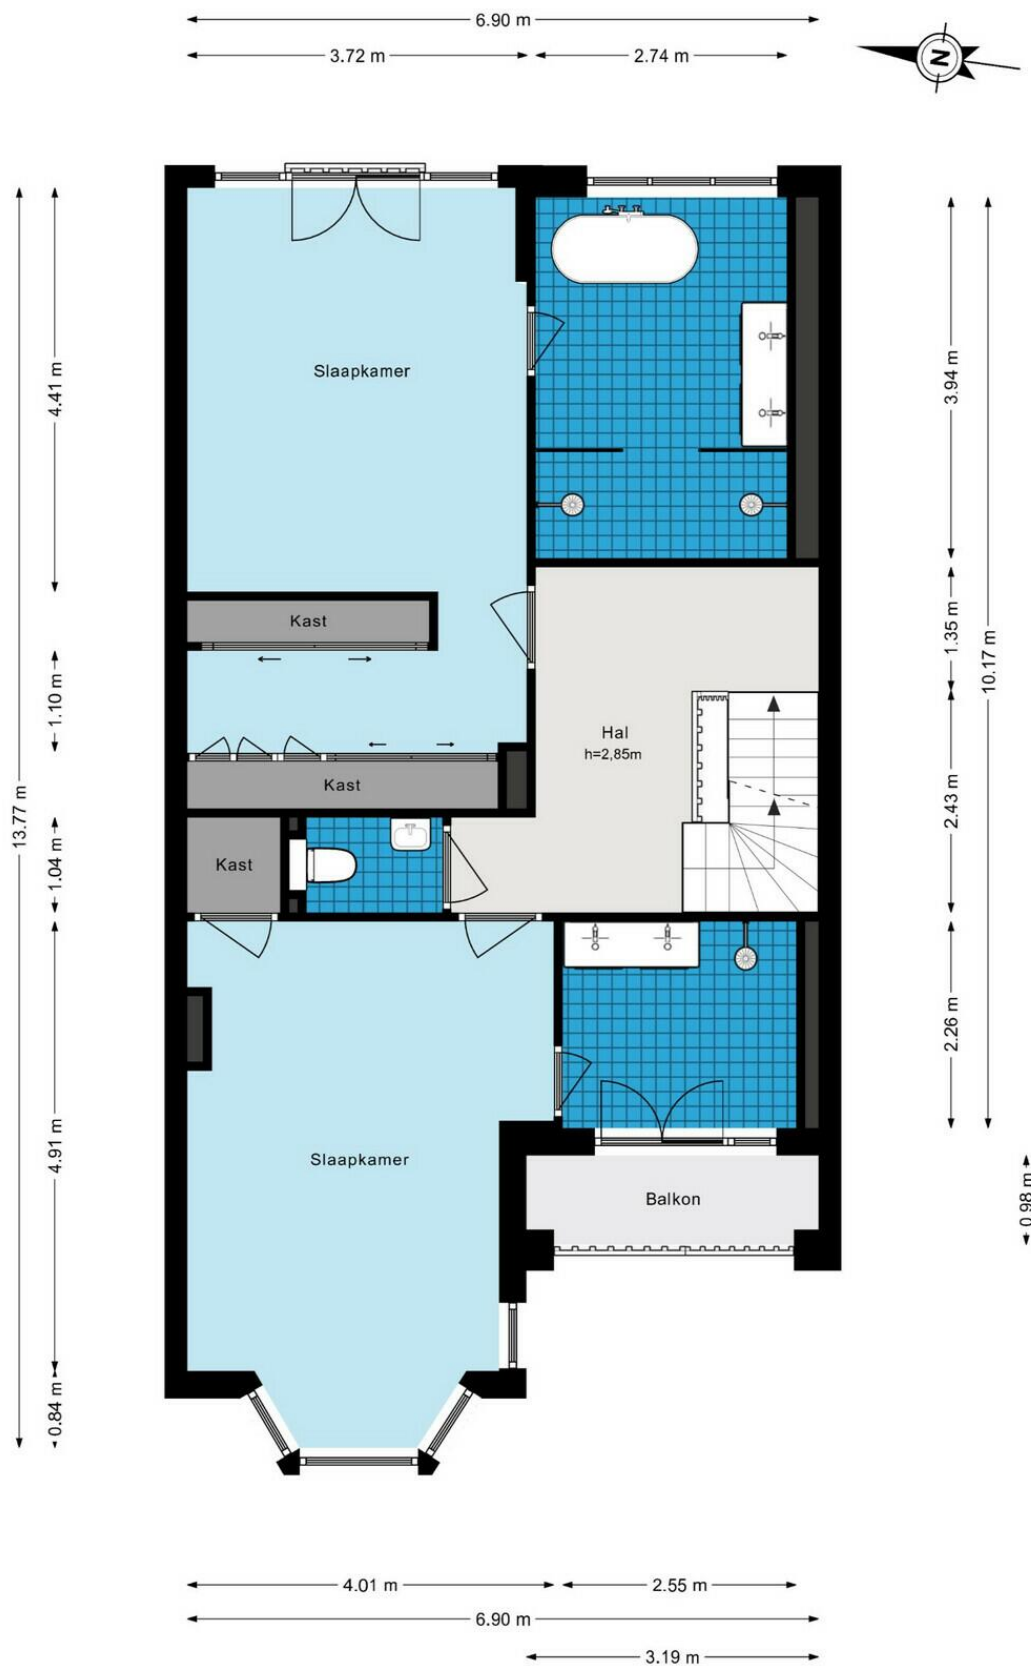 6.90 m
3.72 m
2.74 m
N
Slaapkamer
4.41 m
3.94 m
Kast
1.35 m
10.17 m
1.10 m
Hal
h=2,85m
Kast
13.77 m
2.43 m
1.04 m
Kast
2.26 m
4.91 m
Slaapkamer
Balkon
0.98 m
0.84 m
4.01 m
2.55 m
6.90 m
3.19 m